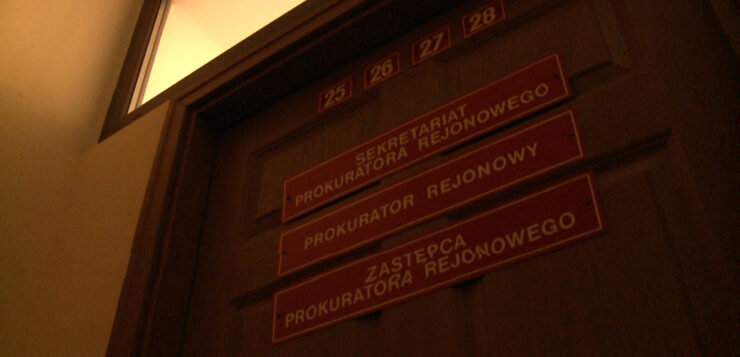 25 26 27 28
SEKRETARIAT
PROKURATORA REJONOWEGO
PROKURATOR REJONOWY
ZASTĘPCA
PROKURATORA REJONOWEGO